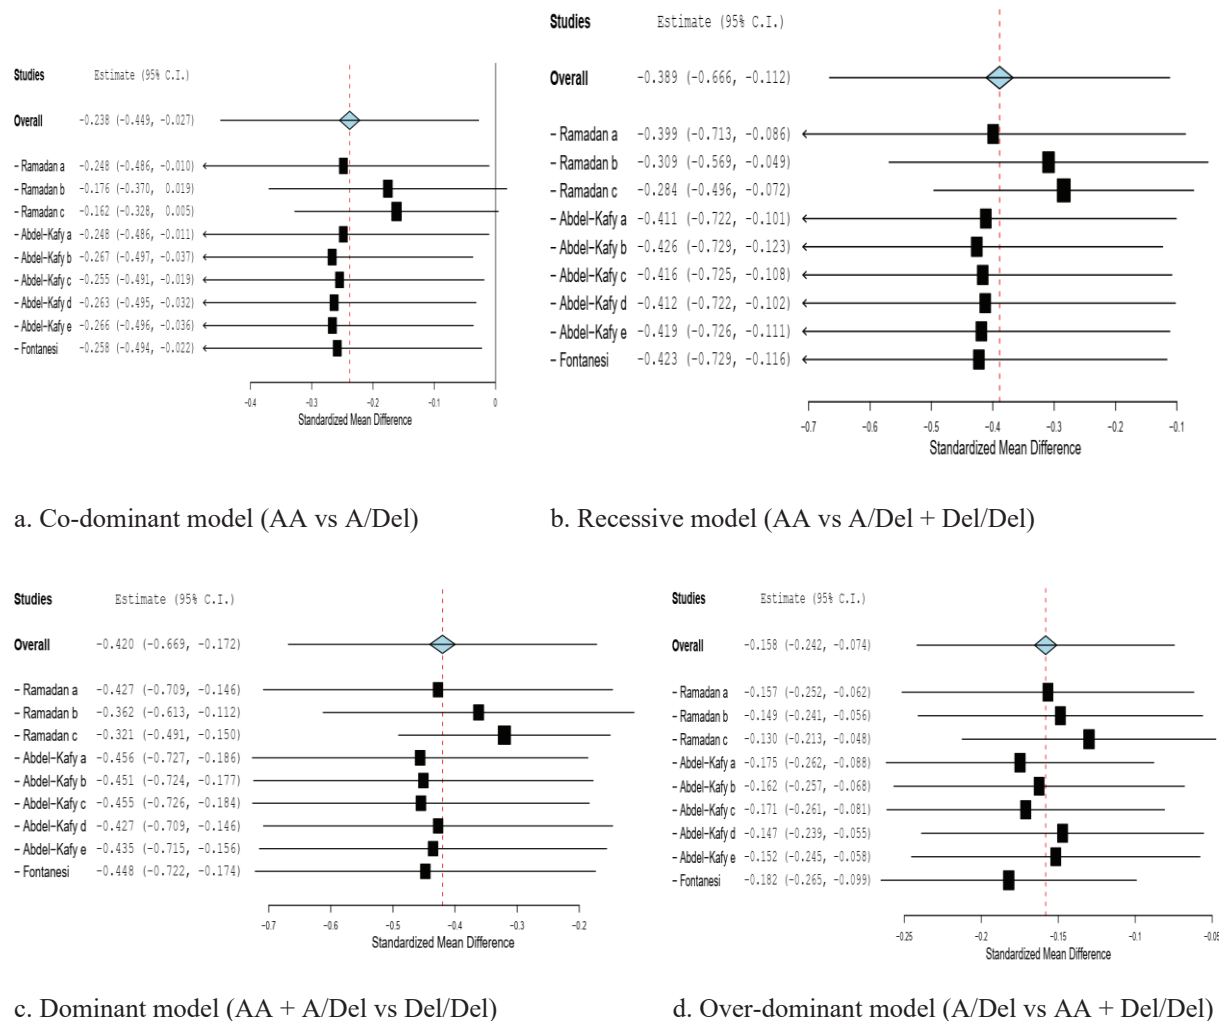 Studies Estimate (95% C.I.)
Overall -0.238 (-0.449, -0.027)
- Ramadan a -0.248 (-0.486, -0.010)
- Ramadan b -0.176 (-0.370, 0.019)
- Ramadan c -0.162 (-0.328, 0.005)
- Abdel-Kafy a -0.248 (-0.486, -0.011)
- Abdel-Kafy b -0.267 (-0.497, -0.037)
- Abdel-Kafy c -0.255 (-0.491, -0.019)
- Abdel-Kafy d -0.263 (-0.495, -0.032)
- Abdel-Kafy e -0.266 (-0.496, -0.036)
- Fontanesi -0.258 (-0.494, -0.022)
-0.4 -0.3 -0.2 -0.1 0
Standardized Mean Difference
a. Co-dominant model (AA vs A/Del)
Studies Estimate (95% C.I.)
Overall -0.389 (-0.666, -0.112)
- Ramadan a -0.399 (-0.713, -0.086)
- Ramadan b -0.309 (-0.569, -0.049)
- Ramadan c -0.284 (-0.496, -0.072)
- Abdel-Kafy a -0.411 (-0.722, -0.101)
- Abdel-Kafy b -0.426 (-0.729, -0.123)
- Abdel-Kafy c -0.416 (-0.725, -0.108)
- Abdel-Kafy d -0.412 (-0.722, -0.102)
- Abdel-Kafy e -0.419 (-0.726, -0.111)
- Fontanesi -0.423 (-0.729, -0.116)
-0.7 -0.6 -0.5 -0.4 -0.3 -0.2 -0.1
Standardized Mean Difference
b. Recessive model (AA vs A/Del + Del/Del)
Studies Estimate (95% C.I.)
Overall -0.420 (-0.669, -0.172)
- Ramadan a -0.427 (-0.709, -0.146)
- Ramadan b -0.362 (-0.613, -0.112)
- Ramadan c -0.321 (-0.491, -0.150)
- Abdel-Kafy a -0.456 (-0.727, -0.186)
- Abdel-Kafy b -0.451 (-0.724, -0.177)
- Abdel-Kafy c -0.455 (-0.726, -0.184)
- Abdel-Kafy d -0.427 (-0.709, -0.146)
- Abdel-Kafy e -0.435 (-0.715, -0.156)
- Fontanesi -0.448 (-0.722, -0.174)
-0.7 -0.6 -0.5 -0.4 -0.3 -0.2
Standardized Mean Difference
c. Dominant model (AA + A/Del vs Del/Del)
Studies Estimate (95% C.I.)
Overall -0.158 (-0.242, -0.074)
- Ramadan a -0.157 (-0.252, -0.062)
- Ramadan b -0.149 (-0.241, -0.056)
- Ramadan c -0.130 (-0.213, -0.048)
- Abdel-Kafy a -0.175 (-0.262, -0.088)
- Abdel-Kafy b -0.162 (-0.257, -0.068)
- Abdel-Kafy c -0.171 (-0.261, -0.081)
- Abdel-Kafy d -0.147 (-0.239, -0.055)
- Abdel-Kafy e -0.152 (-0.245, -0.058)
- Fontanesi -0.182 (-0.265, -0.099)
-0.25 -0.2 -0.15 -0.1 -0.05
Standardized Mean Difference
d. Over-dominant model (A/Del vs AA + Del/Del)